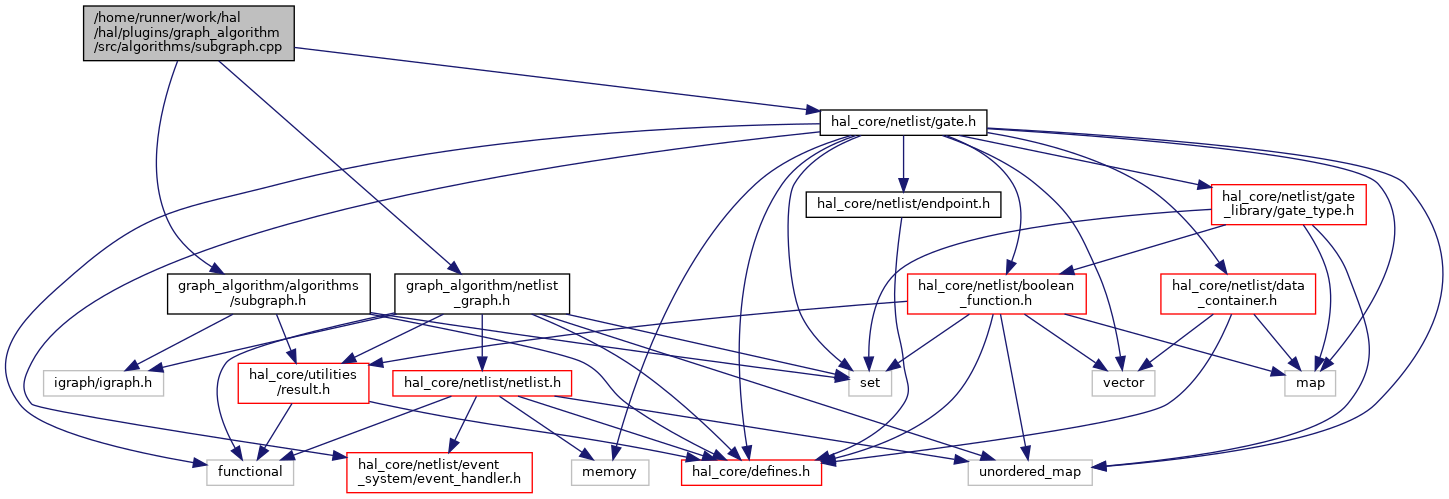 /home/runner/work/hal
/hal/plugins/graph_algorithm
/src/algorithms/subgraph.cpp
hal_core/netlist/gate.h
hal_core/netlist/endpoint.h
hal_core/netlist/gate
_library/gate_type.h
graph_algorithm/algorithms
/subgraph.h
graph_algorithm/netlist
_graph.h
hal_core/netlist/boolean
_function.h
hal_core/netlist/data
_container.h
igraph/igraph.h
hal_core/utilities
/result.h
hal_core/netlist/netlist.h
set
vector
map
functional
hal_core/netlist/event
_system/event_handler.h
memory
hal_core/defines.h
unordered_map